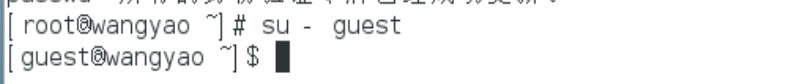 [root@wangyao ~]# su - guest
[guest@wangyao ~]$